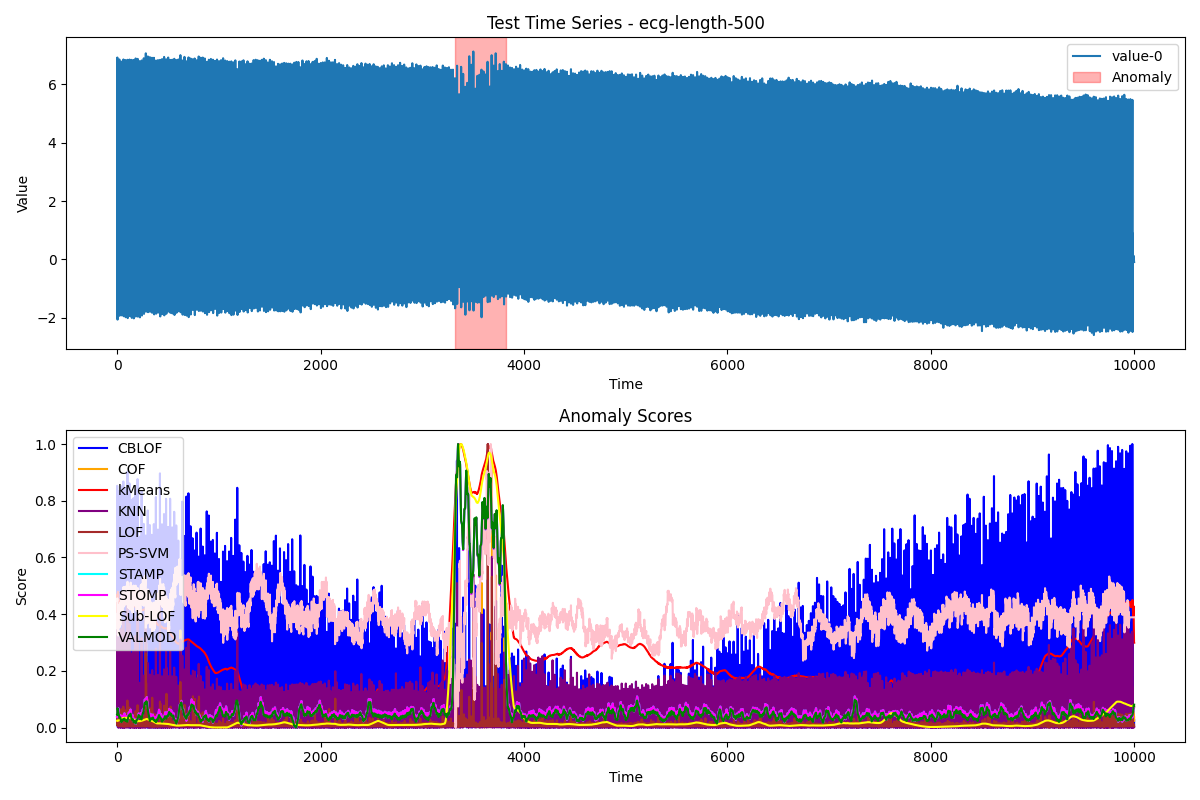 Test Time Series - ecg-length-500
Value
6
4
2
0
−2
value-0
Anomaly
0
2000
4000
6000
8000
10000
Time
Anomaly Scores
Score
1.0
0.8
0.6
0.4
0.2
0.0
CBLOF
COF
kMeans
KNN
LOF
PS-SVM
STAMP
STOMP
Sub-LOF
VALMOD
0
2000
4000
6000
8000
10000
Time